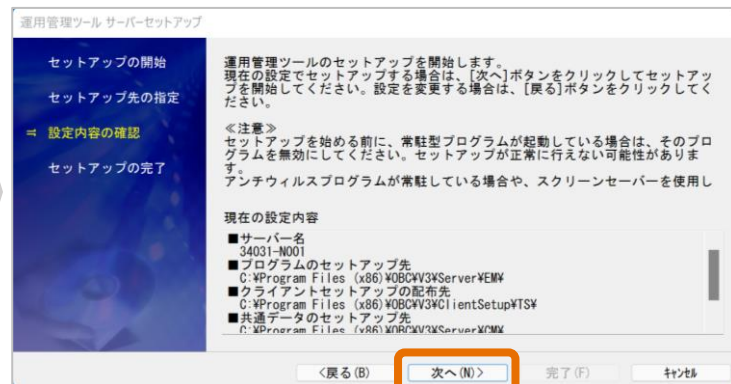 運用管理ツール サーバーセットアップ
セットアップの開始
セットアップ先の指定
設定内容の確認
セットアップの完了
運用管理ツールのセットアップを開始します。
現在の設定でセットアップする場合は、[次へ]ボタンをクリックしてセットアッ
プを開始してください。設定を変更する場合は、[戻る]ボタンをクリックしてく
ださい。
≪注意≫
セットアップを始める前に、常駐型プログラムが起動している場合は、そのプロ
グラムを無効にしてください。セットアップが正常に行えない可能性がありま
す。
アンチウィルスプログラムが常駐している場合や、スクリーンセーバーを使用し
現在の設定内容
■サーバー名
34031-N001
■プログラムのセットアップ先
C:¥Program Files (x86)¥OBC¥V3¥Server¥EM¥
■クライアントセットアップの配布先
C:¥Program Files (x86)¥OBC¥V3¥ClientSetup¥TS¥
■共通データのセットアップ先
C:¥Program Files (x86)¥OBC¥V3¥Server¥CM¥
<戻る(B) 次へ(N)> 完了(F) キャンセル